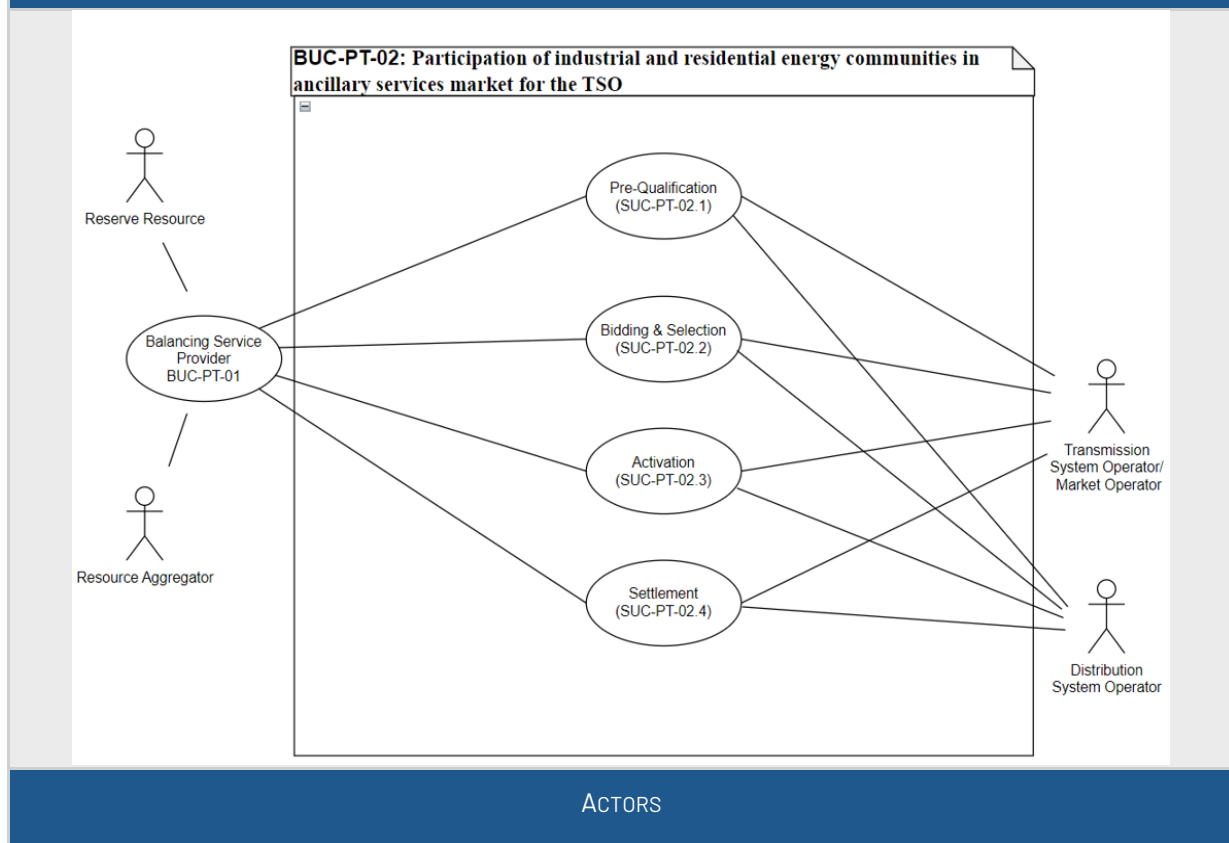 BUC-PT-02: Participation of industrial and residential energy communities in
ancillary services market for the TSO
Reserve Resource
Balancing Service
Provider
BUC-PT-01
Resource Aggregator
Pre-Qualification
(SUC-PT-02.1)
Bidding & Selection
(SUC-PT-02.2)
Activation
(SUC-PT-02.3)
Settlement
(SUC-PT-02.4)
Transmission
System Operator/
Market Operator
Distribution
System Operator
ACTORS